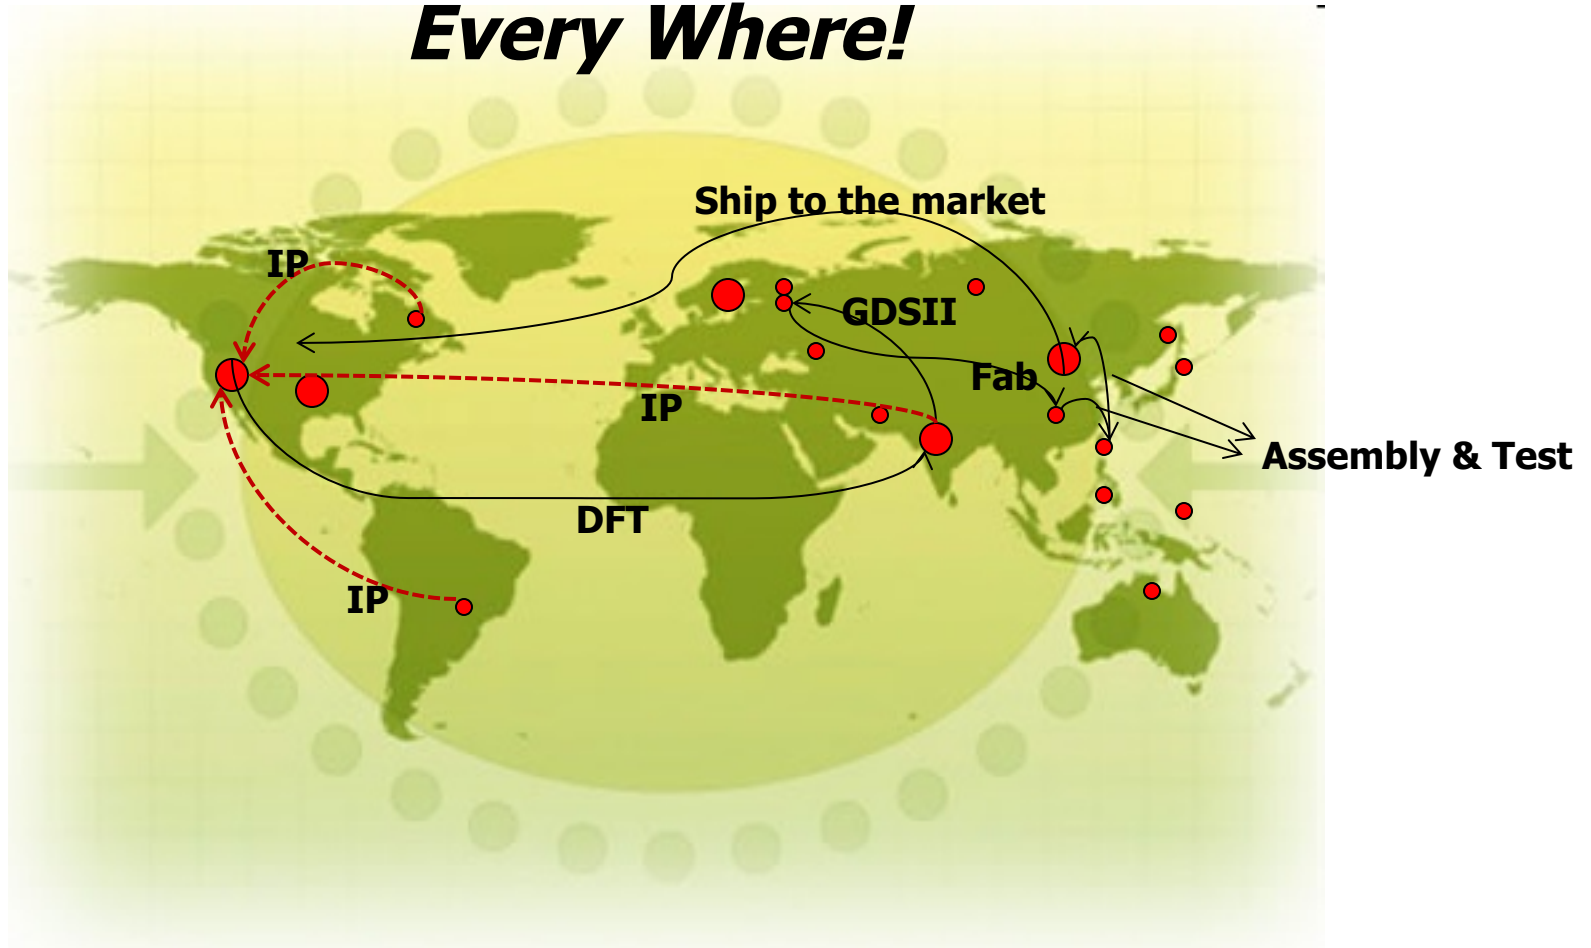 Every Where!
Ship to the market
IP
GDSII
Fab
IP
Assembly & Test
DFT
IP